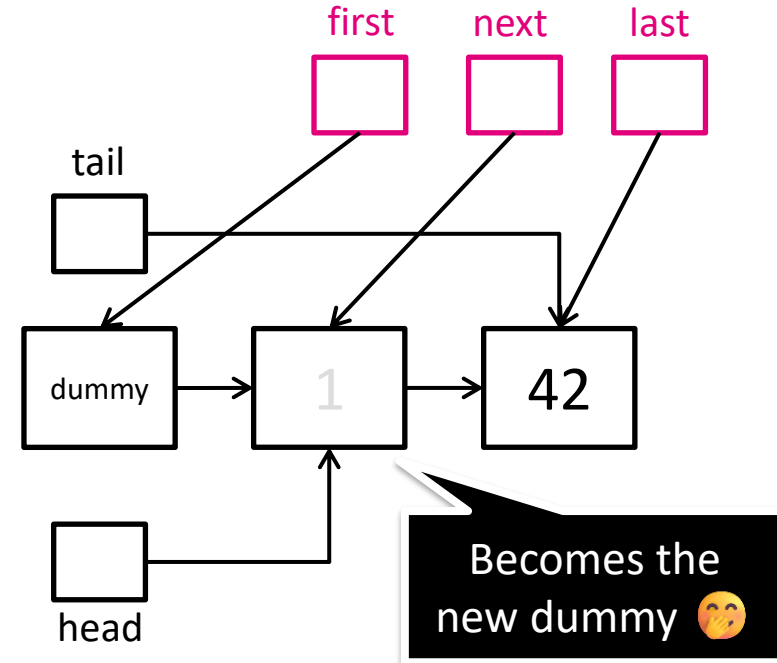 first next last
tail
dummy 1 42
Becomes the
new dummy 🤭
head